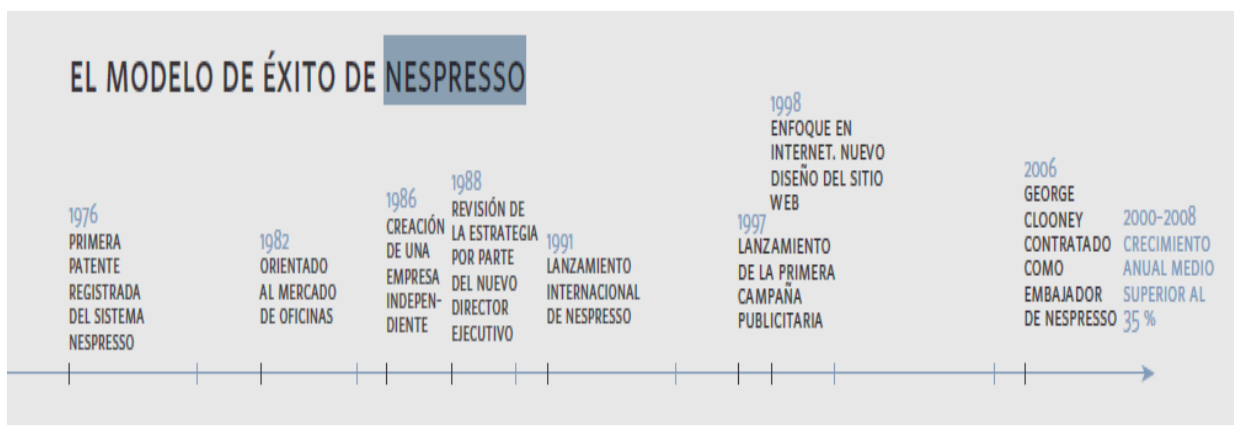 EL MODELO DE ÉXITO DE NESPRESSO
1976
PRIMERA
PATENTE
REGISTRADA
DEL SISTEMA
NESPRESSO
1982
ORIENTADO
AL MERCADO
DE OFICINAS
1986
CREACIÓN
DE UNA
EMPRESA
INDEPEN-
DIENTE
1988
REVISIÓN DE
LA ESTRATEGIA
POR PARTE
DEL NUEVO
DIRECTOR
EJECUTIVO
1991
LANZAMIENTO
INTERNACIONAL
DE NESPRESSO
1997
LANZAMIENTO
DE LA PRIMERA
CAMPAÑA
PUBLICITARIA
1998
ENFOQUE EN
INTERNET. NUEVO
DISEÑO DEL SITIO
WEB
2006
GEORGE
CLOONEY
CONTRATADO
COMO
EMBAJADOR
DE NESPRESSO
2000-2008
CRECIMIENTO
ANUAL MEDIO
SUPERIOR AL
35 %